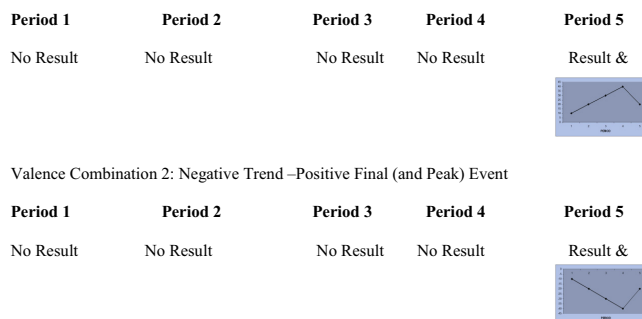 Period 1 Period 2 Period 3 Period 4 Period 5
No Result No Result No Result No Result Result &
Valence Combination 2: Negative Trend –Positive Final (and Peak) Event
Period 1 Period 2 Period 3 Period 4 Period 5
No Result No Result No Result No Result Result &